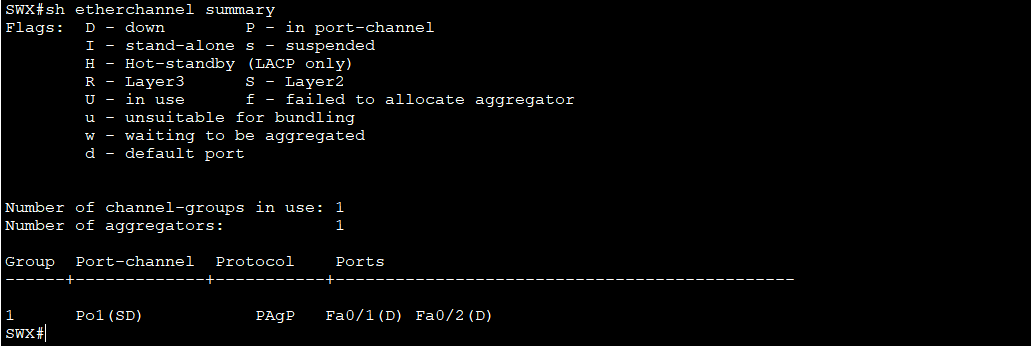 SWX#sh etherchannel summary
Flags:  D - down        P - in port-channel
        I - stand-alone s - suspended
        H - Hot-standby (LACP only)
        R - Layer3      S - Layer2
        U - in use      f - failed to allocate aggregator
        u - unsuitable for bundling
        w - waiting to be aggregated
        d - default port
Number of channel-groups in use: 1
Number of aggregators:           1
Group  Port-channel  Protocol    Ports
------+-------------+-----------+----------------------------------------------
1      Po1(SD)           PAgP   Fa0/1(D) Fa0/2(D)
SWX#